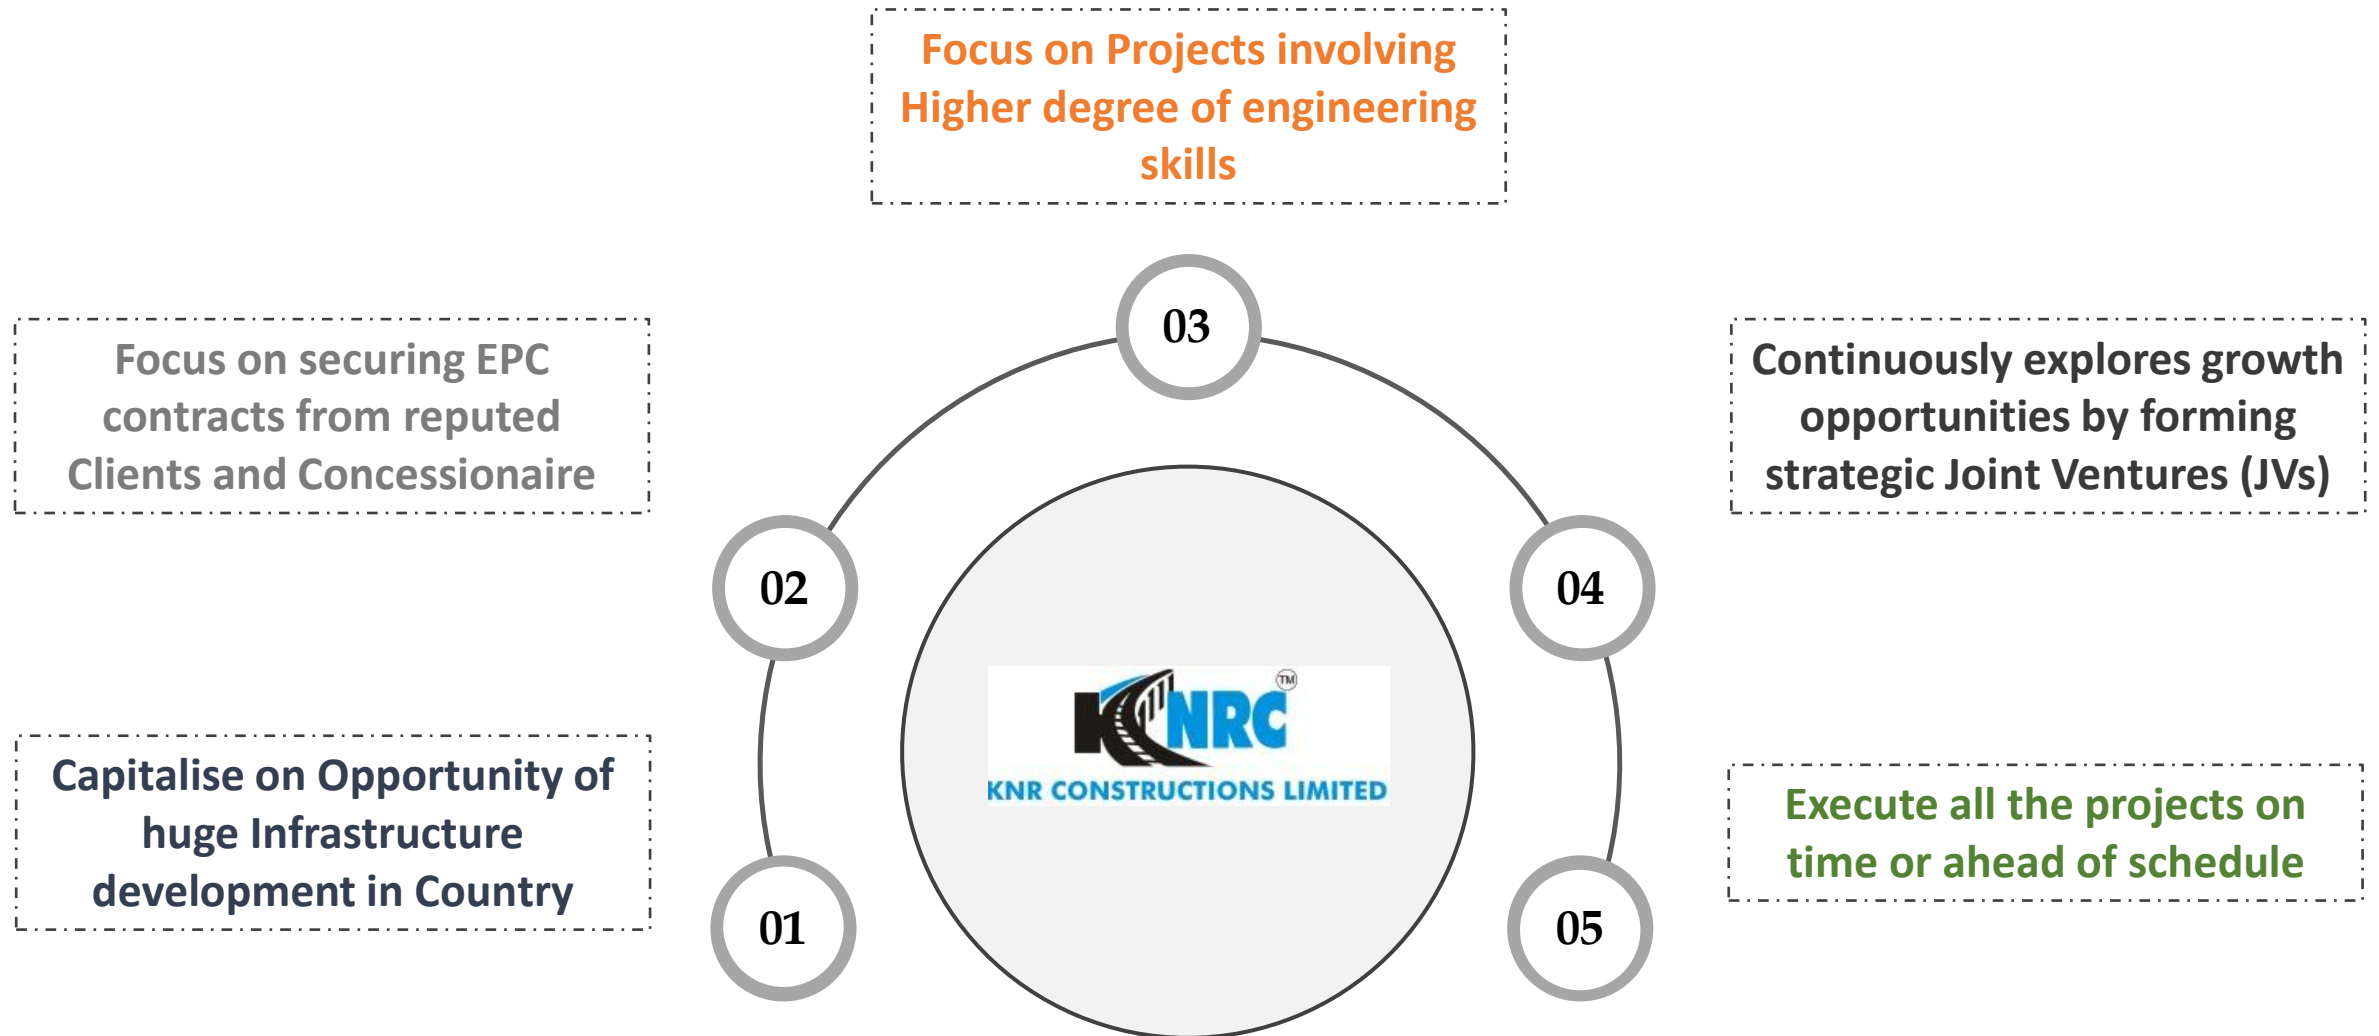 Focus on Projects involving
Higher degree of engineering
skills
03
Focus on securing EPC
contracts from reputed
Clients and Concessionaire
Continuously explores growth
opportunities by forming
strategic Joint Ventures (JVs)
02
04
KNRC TM
KNR CONSTRUCTIONS LIMITED
Capitalise on Opportunity of
huge Infrastructure
development in Country
Execute all the projects on
time or ahead of schedule
01
05